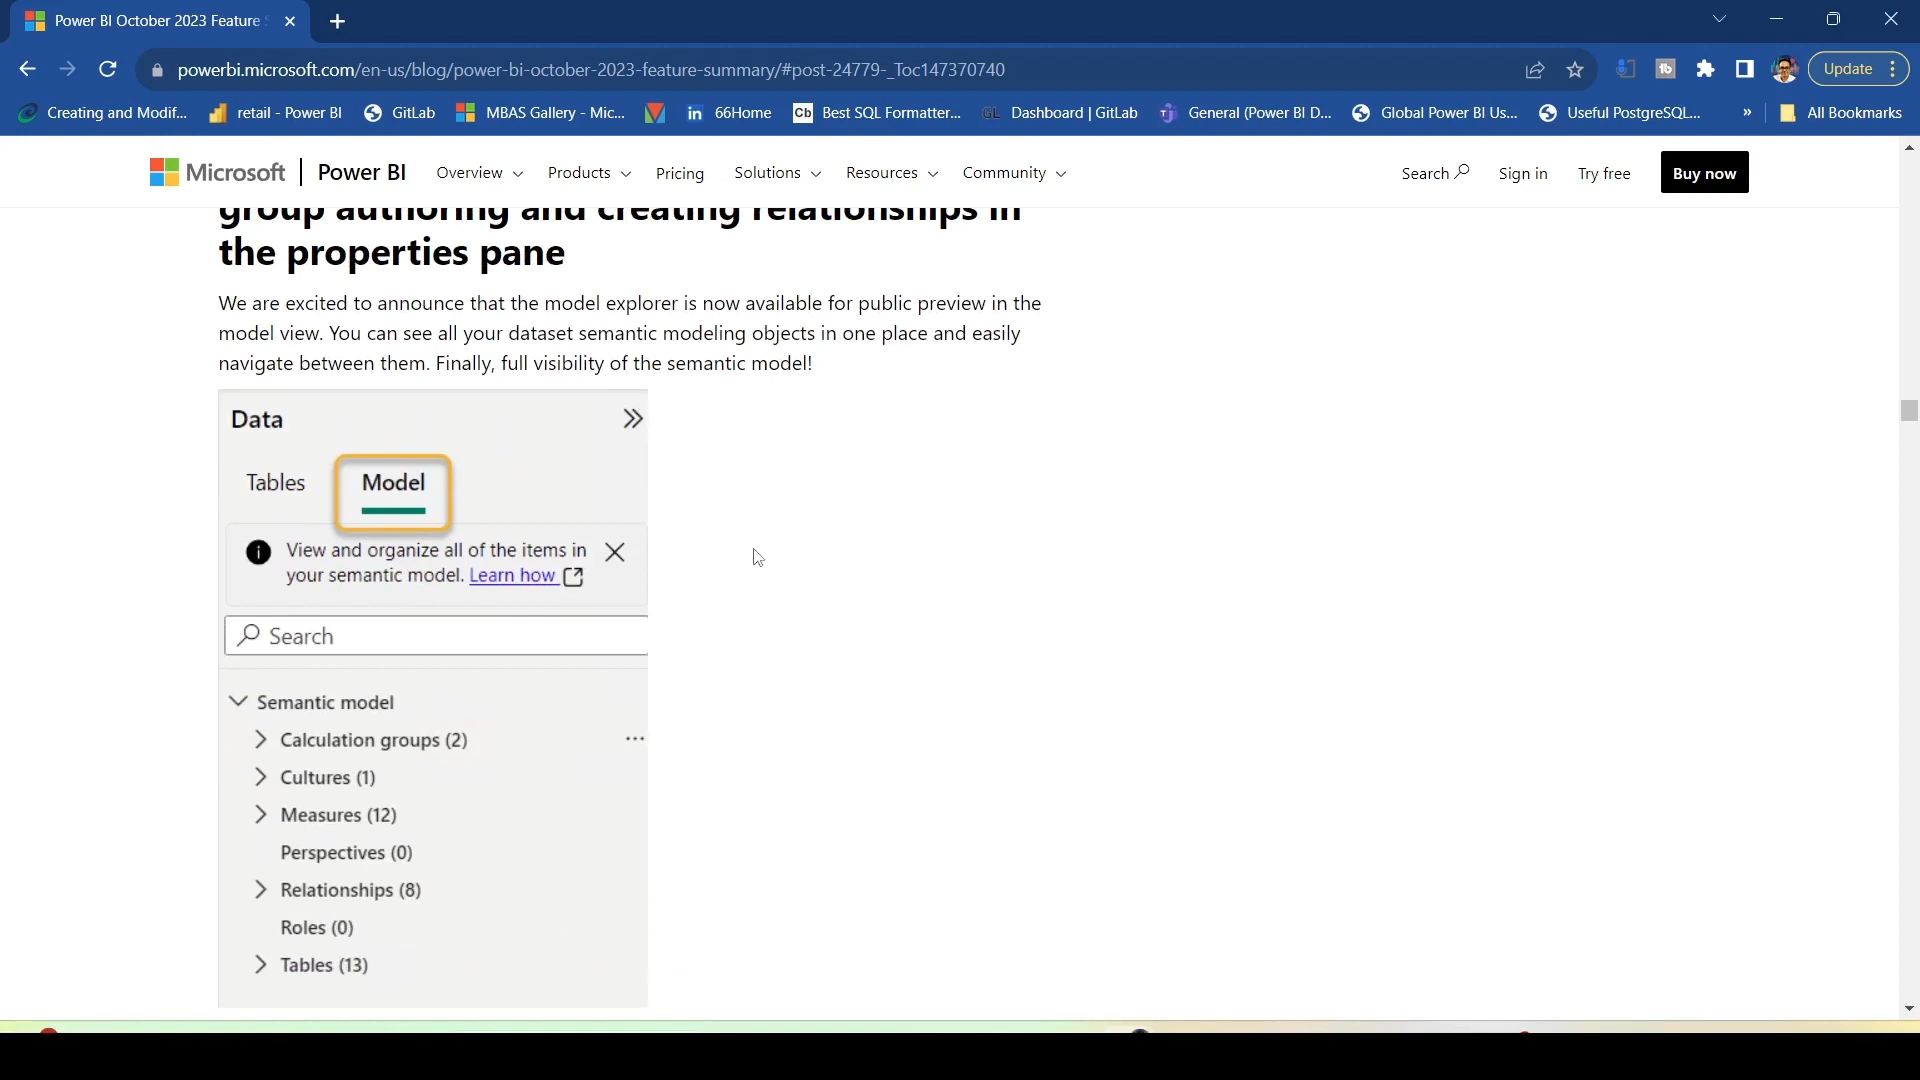 Power BI October 2023 Feature
powerbi.microsoft.com/en-us/blog/power-bi-october-2023-feature-summary/#post-24779-_Toc147370740
Update
Creating and Modif...
retail - Power BI
GitLab
MBAS Gallery - Mic...
66Home
Best SQL Formatter...
Dashboard | GitLab
General (Power BI D...
Global Power BI Us...
Useful PostgreSQL...
»
All Bookmarks
Microsoft
Power BI
Overview
Products
Pricing
Solutions
Resources
Community
Search
Sign in
Try free
Buy now
group authoring and creating relationships in
the properties pane
We are excited to announce that the model explorer is now available for public preview in the
model view. You can see all your dataset semantic modeling objects in one place and easily
navigate between them. Finally, full visibility of the semantic model!
Data
Tables
Model
View and organize all of the items in
your semantic model. Learn how
Search
Semantic model
Calculation groups (2)
...
Cultures (1)
Measures (12)
Perspectives (0)
Relationships (8)
Roles (0)
Tables (13)